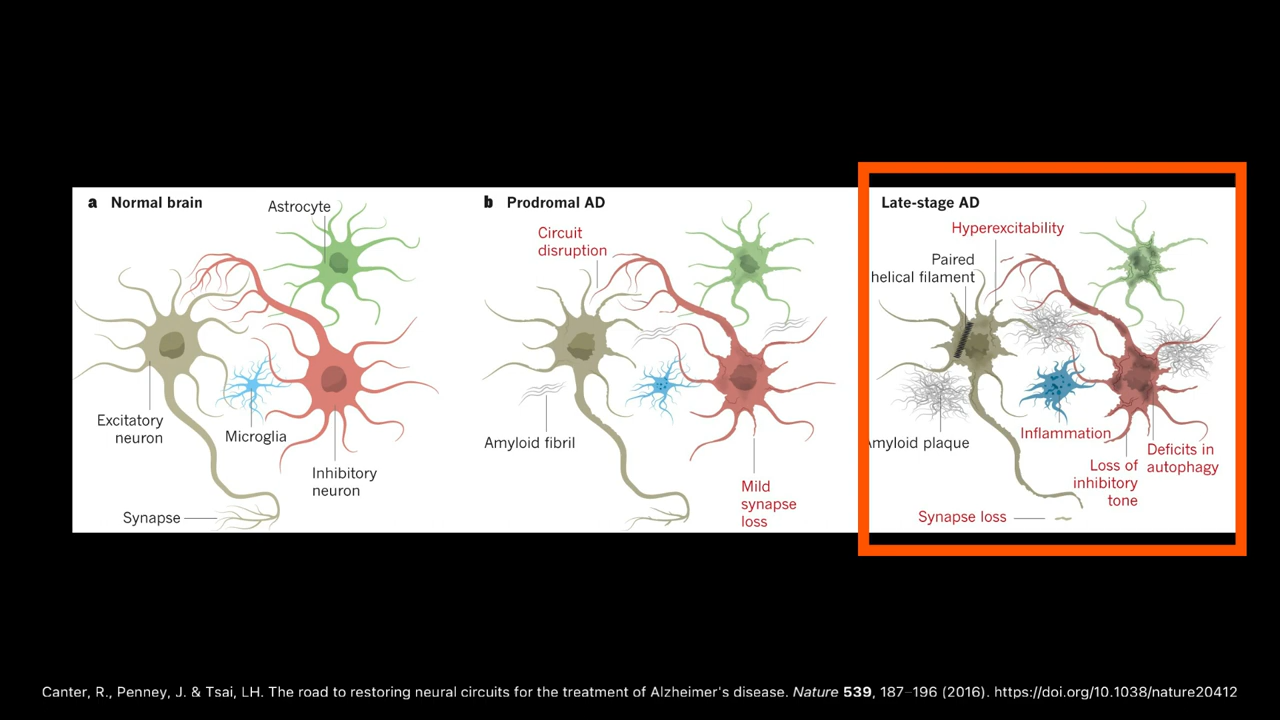 a Normal brain
Astrocyte
Excitatory
neuron
Microglia
Inhibitory
neuron
Synapse
b Prodromal AD
Circuit
disruption
Amyloid fibril
Mild
synapse
loss
Late-stage AD
Hyperexcitability
Paired
helical filament
Amyloid plaque
Inflammation
Loss of
inhibitory
tone
Deficits in
autophagy
Synapse loss
Canter, R., Penney, J. & Tsai, LH. The road to restoring neural circuits for the treatment of Alzheimer's disease. Nature 539, 187–196 (2016). https://doi.org/10.1038/nature20412